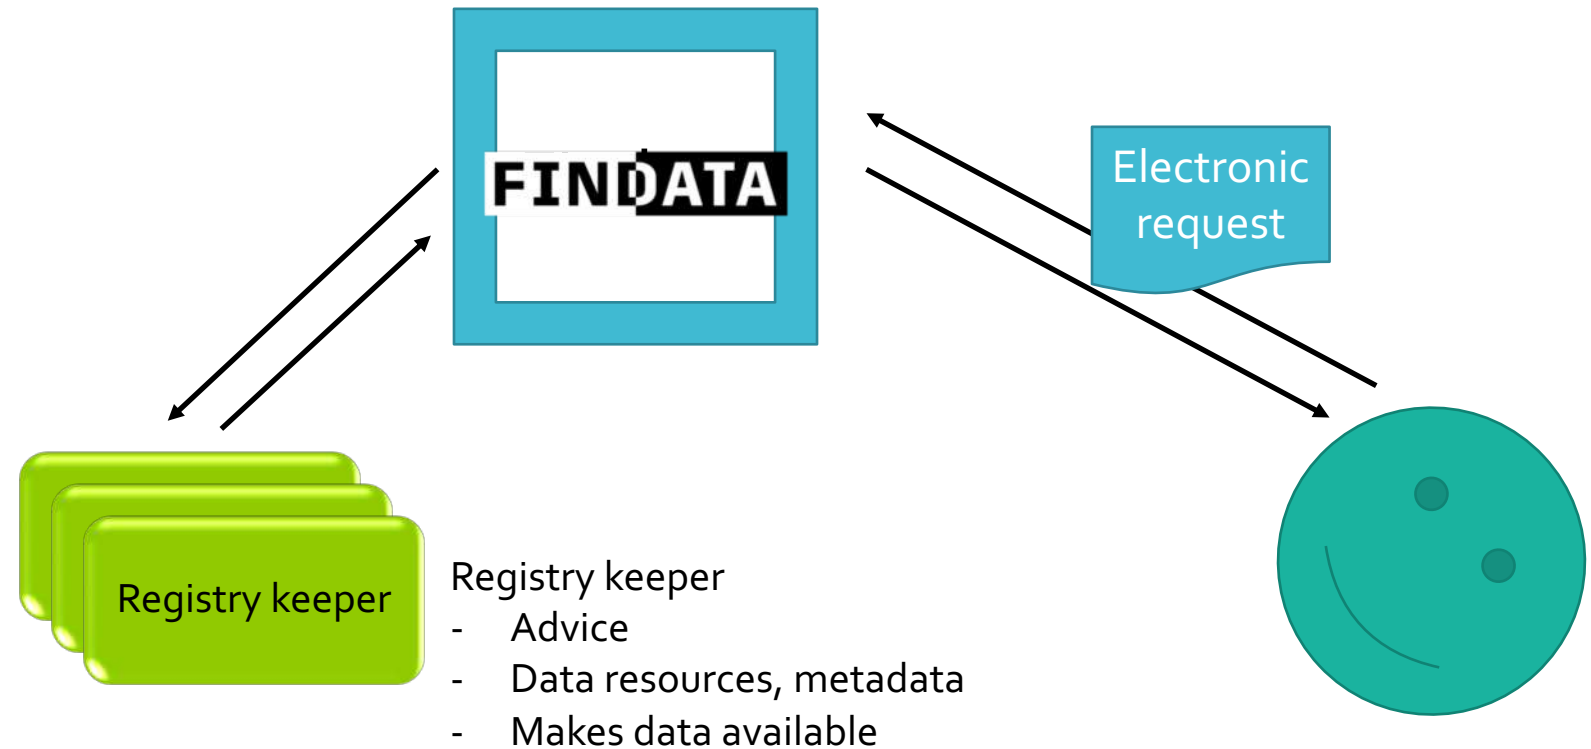 FINDATA
Electronic
request
Registry keeper
Registry keeper
- Advice
- Data resources, metadata
- Makes data available